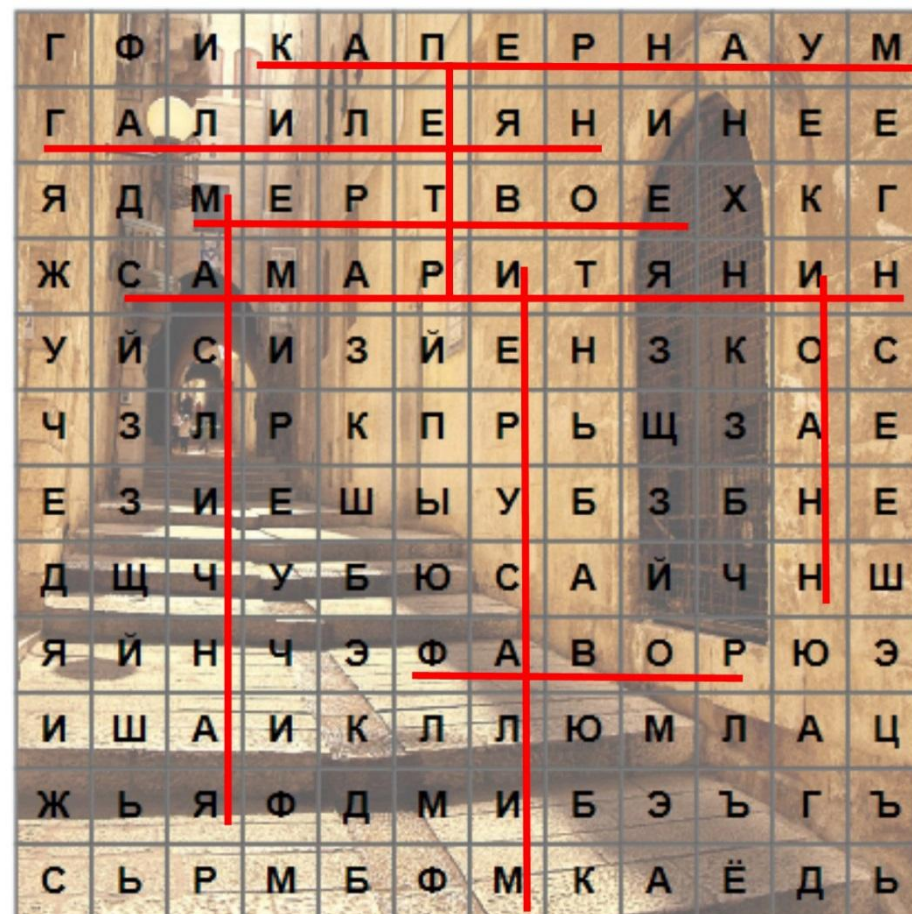 Г Ф И К А П Е Р Н А У М
Г А Л И Л Е Я Н И Н Е Е
Я Д М Е Р Т В О Е Х К Г
Ж С А М А Р И Т Я Н И Н
У Й С И З Й Е Н З К О С
Ч З Л Р К П Р Ь Щ З А Е
Е З И Е Ш Ы У Б З Б Н Е
Д Щ Ч У Б Ю С А Й Ч Н Ш
Я Й Н Ч Э Ф А В О Р Ю Э
И Ш А И К Л Л Ю М Л А Ц
Ж Ь Я Ф Д М И Б Э Ъ Г Ъ
С Ь Р М Б Ф М К А Ё Д Ь